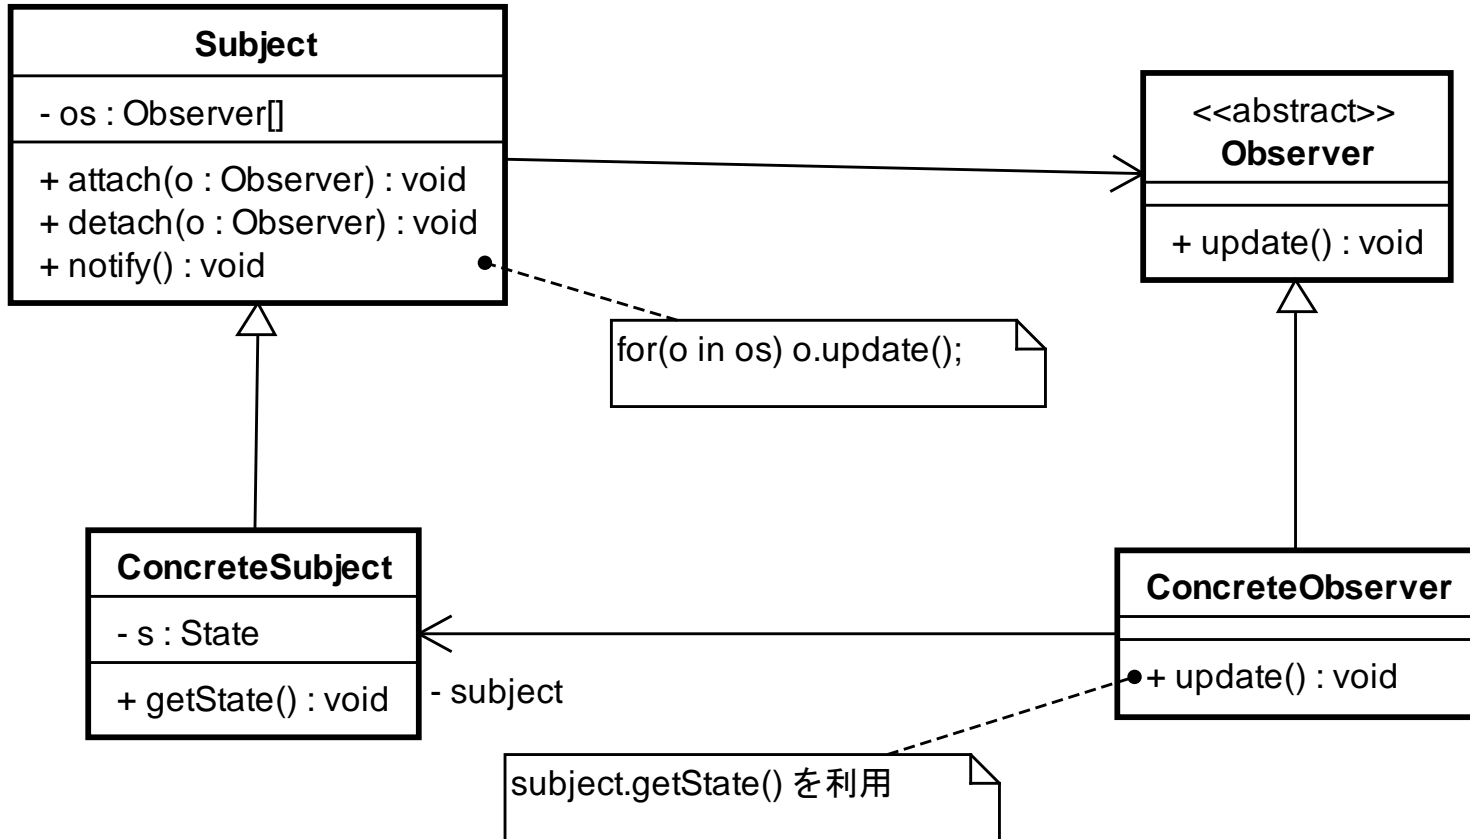 Subject
- os : Observer[]
+ attach(o : Observer) : void
+ detach(o : Observer) : void
+ notify() : void
<<abstract>>
Observer
+ update() : void
for(o in os) o.update();
ConcreteSubject
- s : State
+ getState() : void
- subject
ConcreteObserver
+ update() : void
subject.getState() を利用